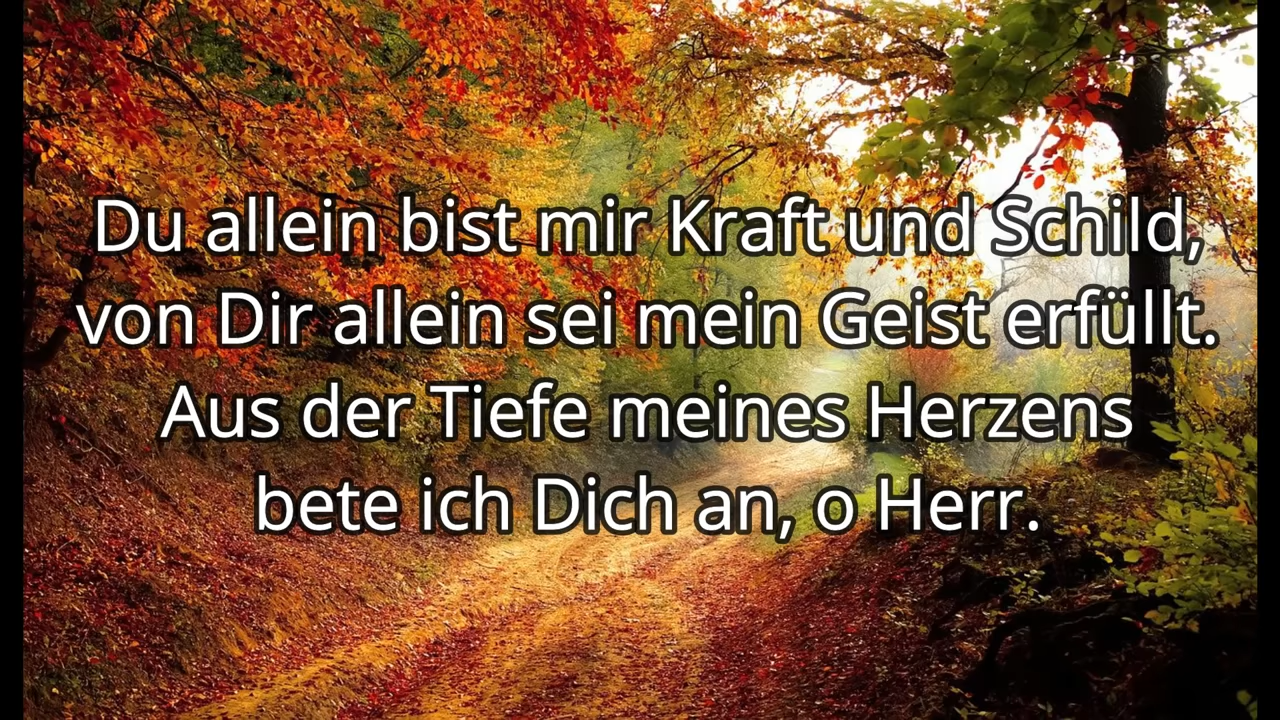 Du allein bist mir Kraft und Schild,
von Dir allein sei mein Geist erfüllt.
Aus der Tiefe meines Herzens
bete ich Dich an, o Herr.